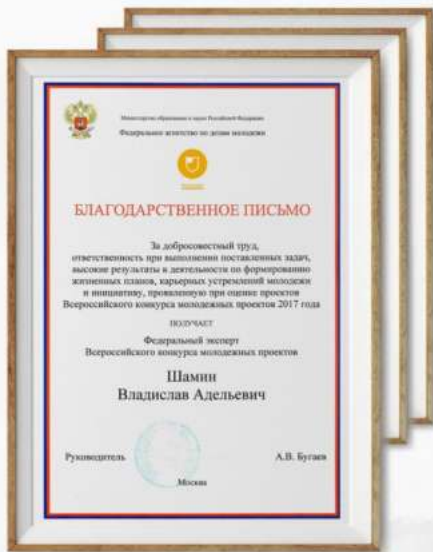 Министерство образования и науки Российской Федерации
Федеральное агентство по делам молодежи
БЛАГОДАРСТВЕННОЕ ПИСЬМО
За добросовестный труд,
ответственность при выполнении поставленных задач,
высокие результаты в деятельности по формированию
жизненных планов, карьерных устремлений молодежи
и инициативу, проявленную при оценке проектов
Всероссийского конкурса молодежных проектов 2017 года
ПОЛУЧАЕТ
Федеральный эксперт
Всероссийского конкурса молодежных проектов
Шамин
Владислав Адельевич
Руководитель А.В. Бугаев
Москва